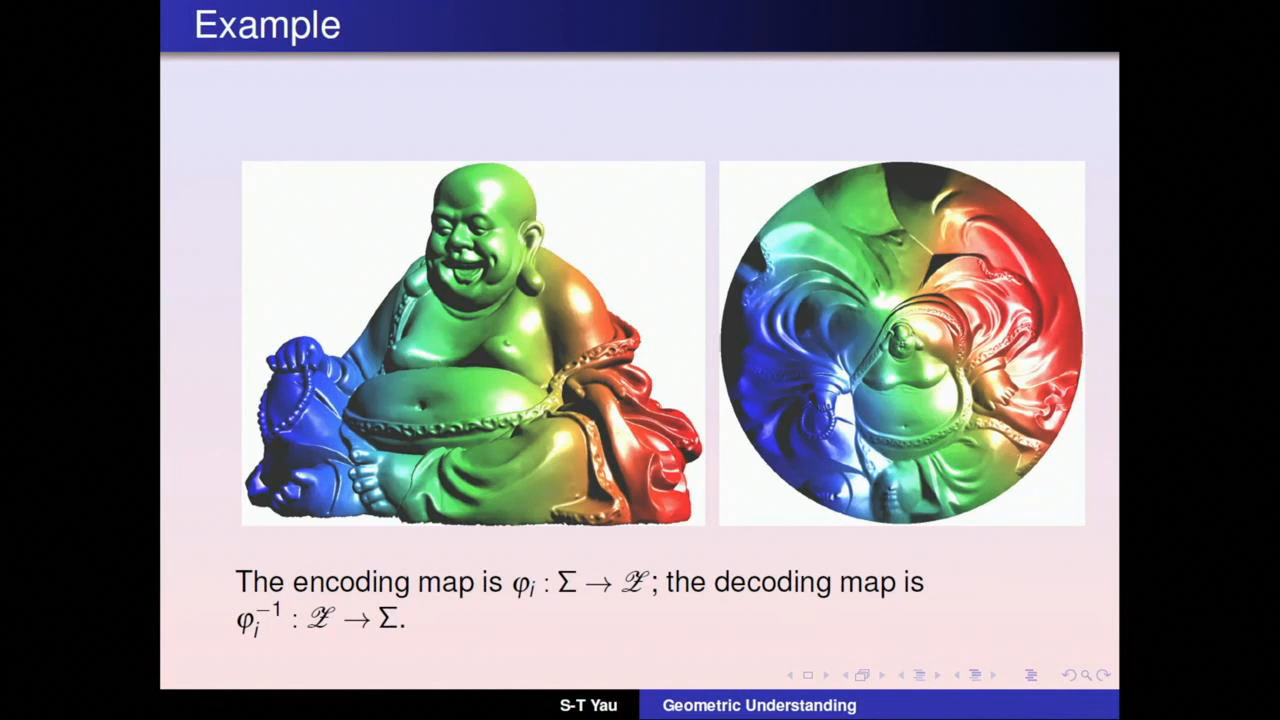 Example
The encoding map is φᵢ : Σ → 𝒵; the decoding map is
φᵢ⁻¹ : 𝒵 → Σ.
S-T Yau
Geometric Understanding